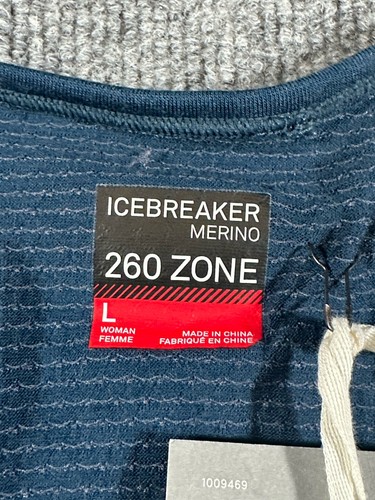 ICEBREAKER
MERINO
260 ZONE
L
WOMAN
FEMME
MADE IN CHINA
FABRIQUÉ EN CHINE
1009469